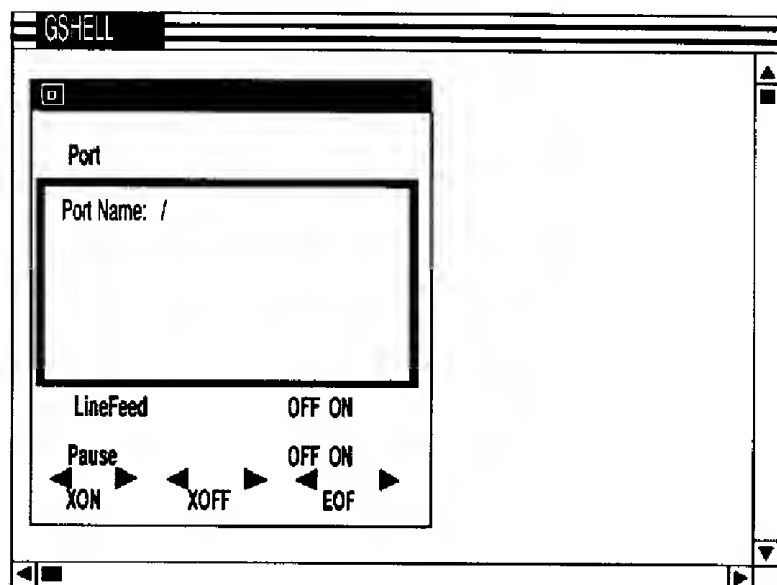 GSHELL
Port
Port Name: /
LineFeed OFF ON
Pause OFF ON
XON XOFF EOF